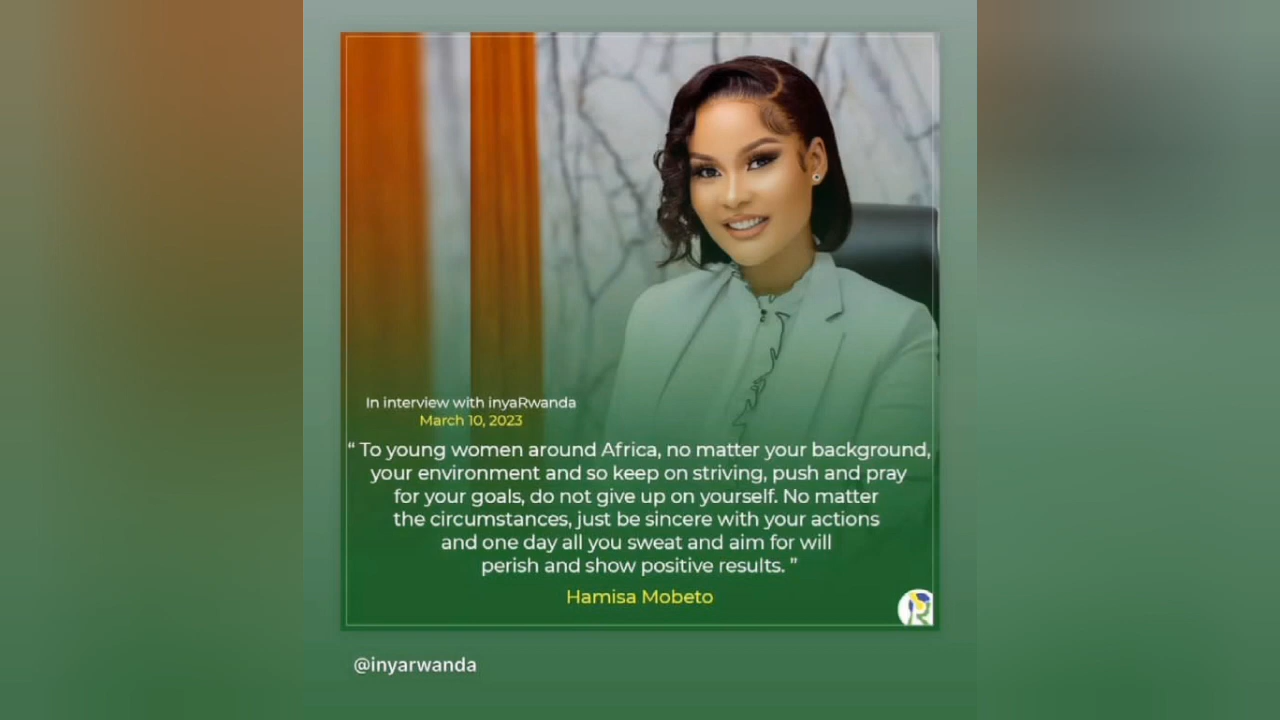 In interview with inyaRwanda
March 10, 2023
“ To young women around Africa, no matter your background,
your environment and so keep on striving, push and pray
for your goals, do not give up on yourself. No matter
the circumstances, just be sincere with your actions
and one day all you sweat and aim for will
perish and show positive results. ”
Hamisa Mobeto
@inyarwanda